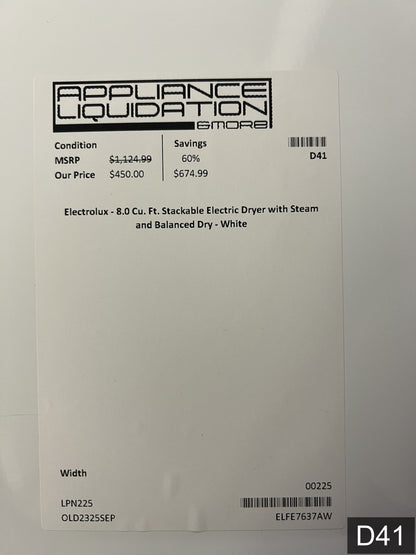 APPLIANCE
LIQUIDATION
&MORE
Condition Savings
MSRP $1,124.99 60% D41
Our Price $450.00 $674.99
Electrolux - 8.0 Cu. Ft. Stackable Electric Dryer with Steam
and Balanced Dry - White
Width
00225
LPN225
OLD2325SEP ELFE7637AW
D41